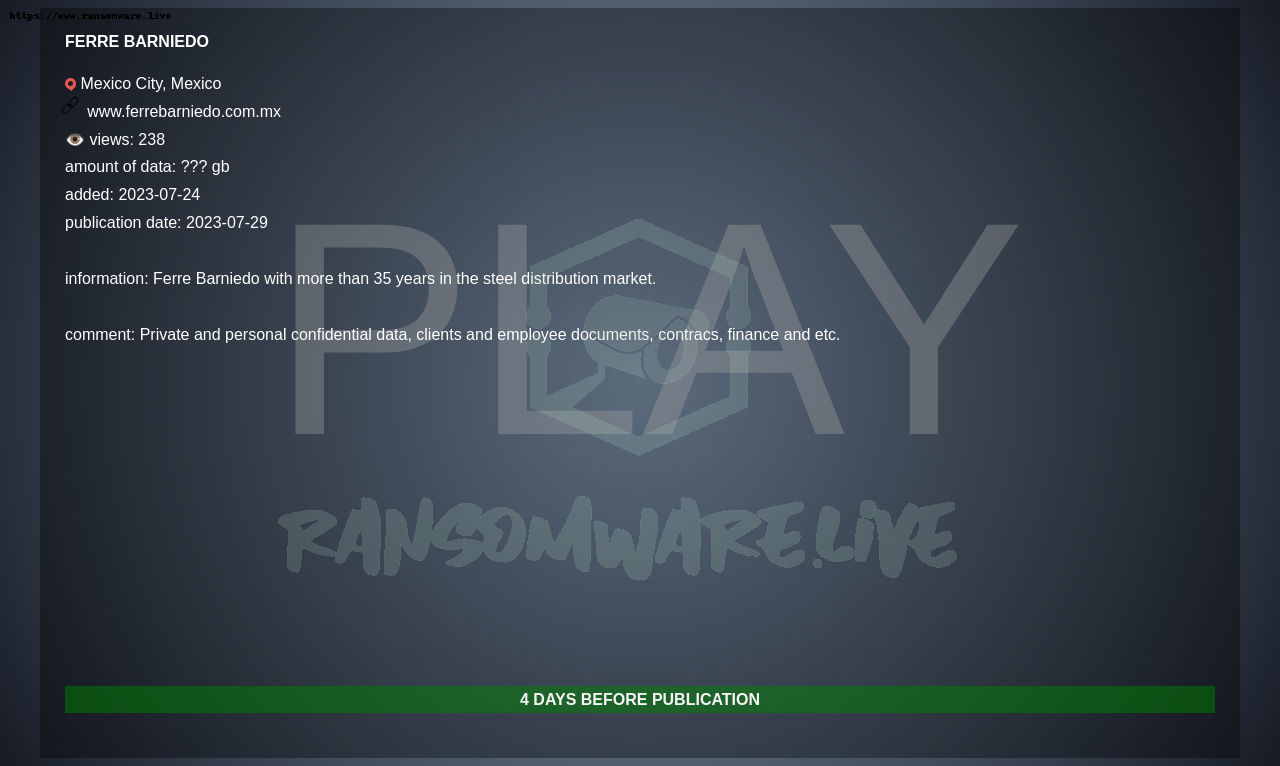 https://www.ransomware.live
FERRE BARNIEDO
Mexico City, Mexico
www.ferrebarniedo.com.mx
views: 238
amount of data: ??? gb
added: 2023-07-24
publication date: 2023-07-29
PLAY
information: Ferre Barniedo with more than 35 years in the steel distribution market.
comment: Private and personal confidential data, clients and employee documents, contracs, finance and etc.
RANSOMWARE.LIVE
4 DAYS BEFORE PUBLICATION